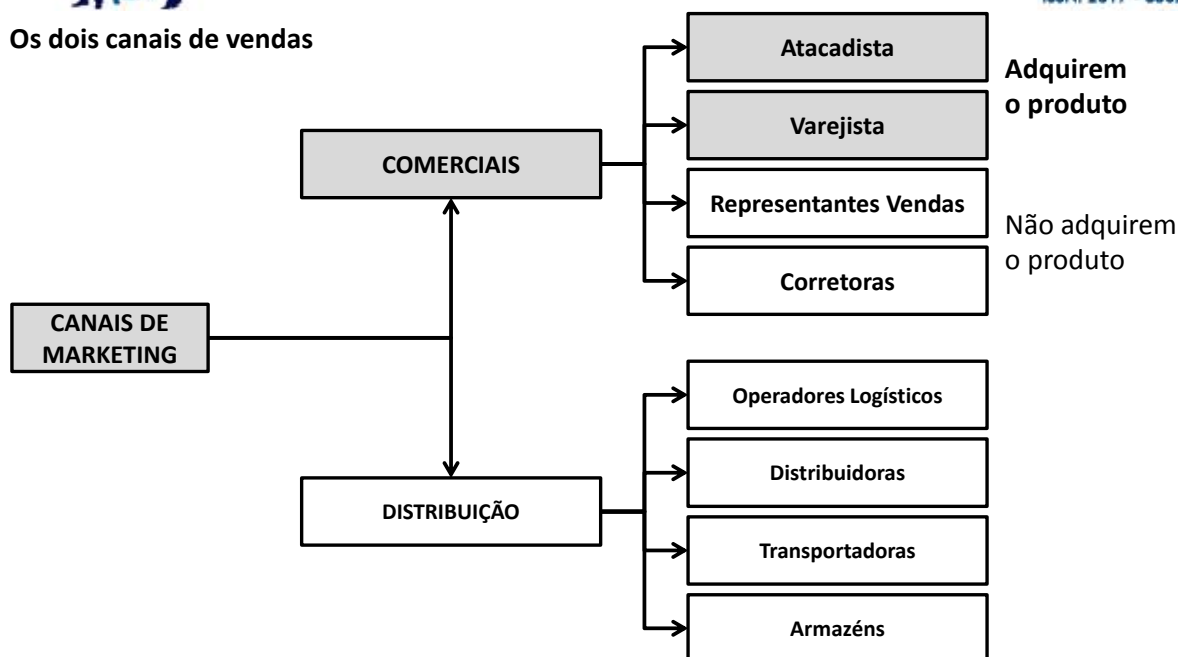 Os dois canais de vendas
Atacadista
Adquirem
o produto
Varejista
COMERCIAIS
Representantes Vendas
Não adquirem
o produto
Corretoras
CANAIS DE
MARKETING
Operadores Logísticos
Distribuidoras
DISTRIBUIÇÃO
Transportadoras
Armazéns